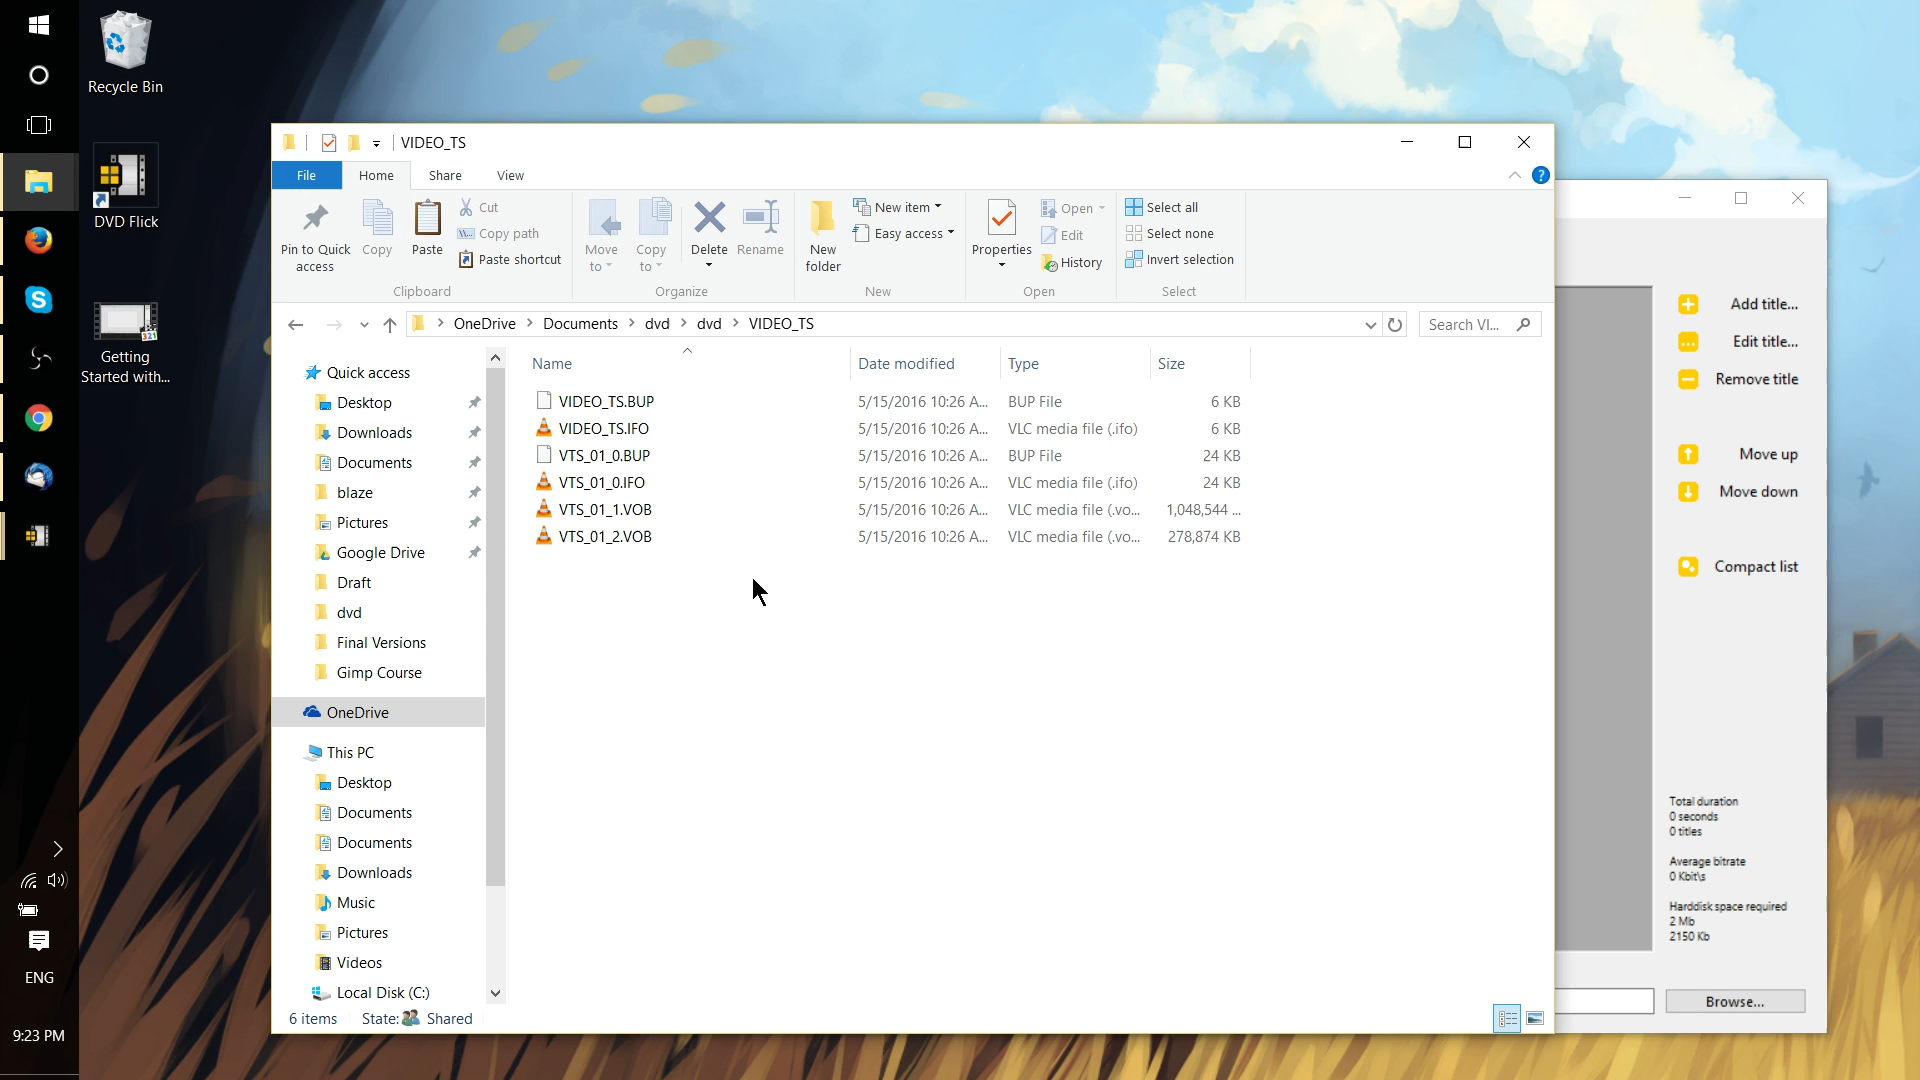 Recycle Bin
DVD Flick
Getting
Started with...
ENG
9:23 PM
VIDEO_TS
File
Home
Share
View
?
Pin to Quick
access
Copy
Paste
Cut
Copy path
Paste shortcut
Clipboard
Move
to
Copy
to
Delete
Rename
Organize
New
folder
New item
Easy access
New
Properties
Open
Edit
History
Open
Select all
Select none
Invert selection
Select
OneDrive > Documents > dvd > dvd > VIDEO_TS
Search VI...
Quick access
Desktop
Downloads
Documents
blaze
Pictures
Google Drive
Draft
dvd
Final Versions
Gimp Course
OneDrive
This PC
Desktop
Documents
Documents
Downloads
Music
Pictures
Videos
Local Disk (C:)
Name Date modified Type Size
VIDEO_TS.BUP 5/15/2016 10:26 A... BUP File 6 KB
VIDEO_TS.IFO 5/15/2016 10:26 A... VLC media file (.ifo) 6 KB
VTS_01_0.BUP 5/15/2016 10:26 A... BUP File 24 KB
VTS_01_0.IFO 5/15/2016 10:26 A... VLC media file (.ifo) 24 KB
VTS_01_1.VOB 5/15/2016 10:26 A... VLC media file (.vo... 1,048,544 ...
VTS_01_2.VOB 5/15/2016 10:26 A... VLC media file (.vo... 278,874 KB
6 items State: Shared
Add title...
Edit title...
Remove title
Move up
Move down
Compact list
Total duration
0 seconds
0 titles
Average bitrate
0 Kbit\s
Harddisk space required
2 Mb
2150 Kb
Browse...